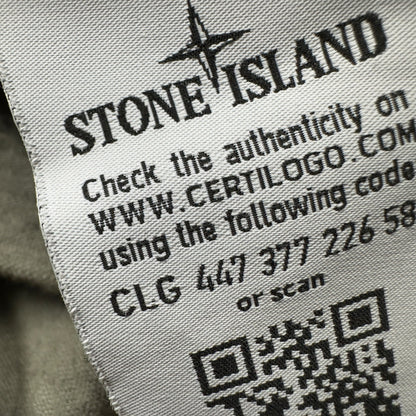 STONE ISLAND
Check the authenticity on
WWW.CERTILOGO.COM
using the following code
CLG 447 377 226 58
or scan